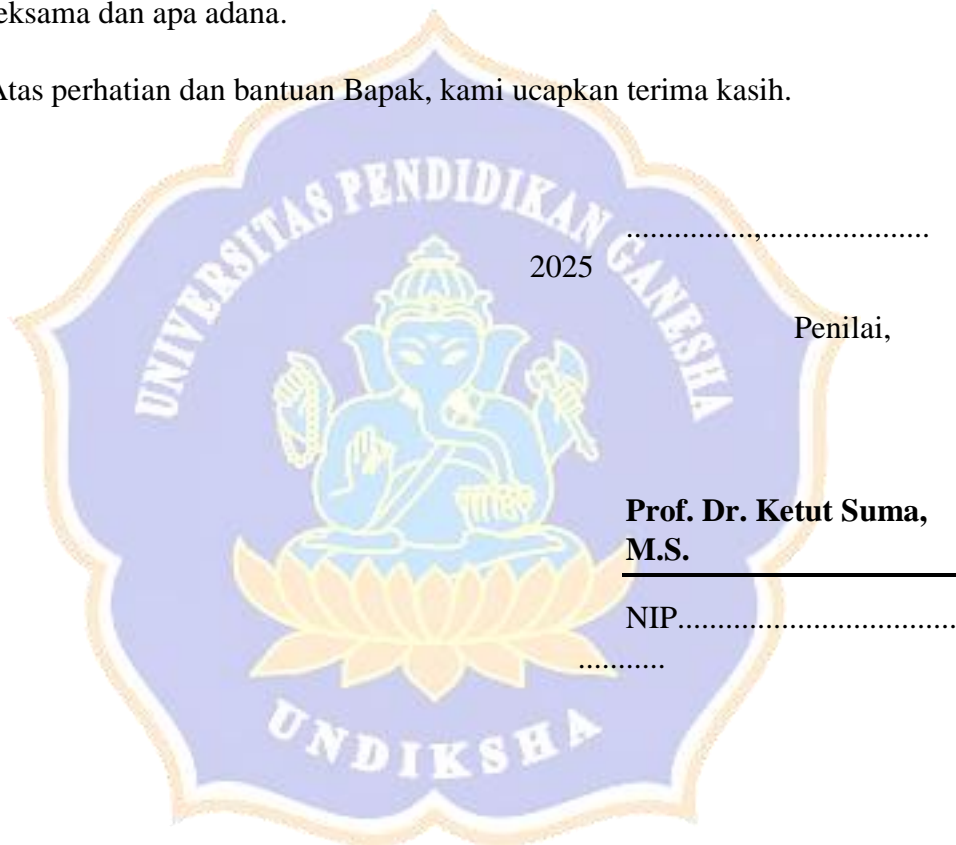 eksama dan apa adana.
Atas perhatian dan bantuan Bapak, kami ucapkan terima kasih.
UNIVERSITAS PENDIDIKAN GANESHA
................,.....................
2025
Penilai,
Prof. Dr. Ketut Suma,
M.S.
NIP...................................
...........
UNDIKSHA